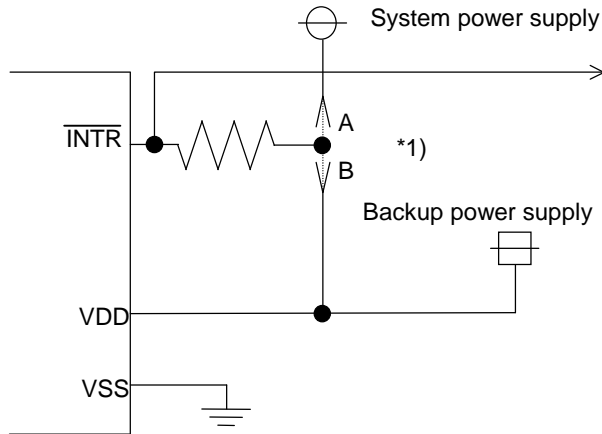 System power supply
A
INTR
*1)
B
Backup power supply
VDD
VSS